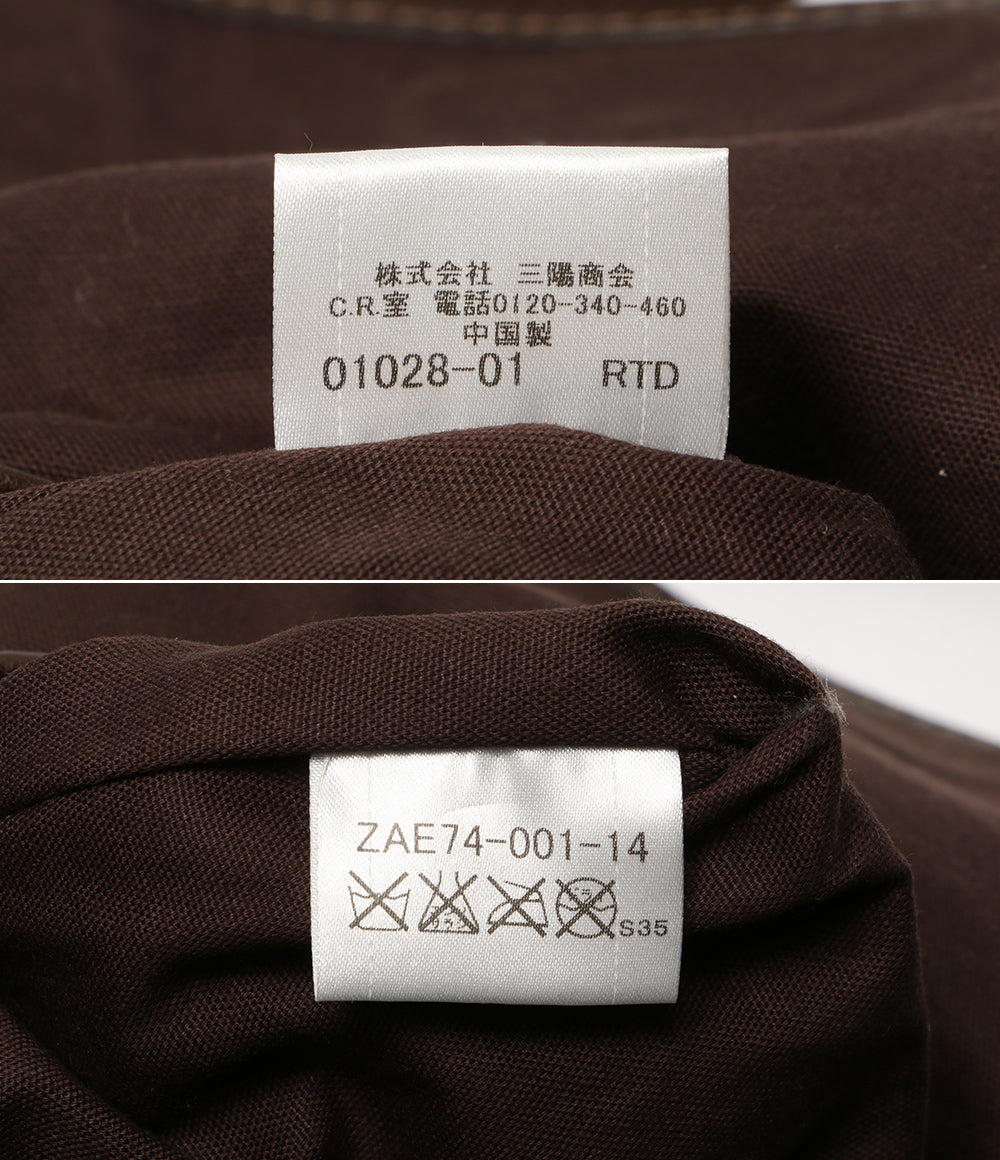 株式会社 三陽商会
C.R.室 電話0120-340-460
中国製
01028-01 RTD
ZAE74-001-14
S35